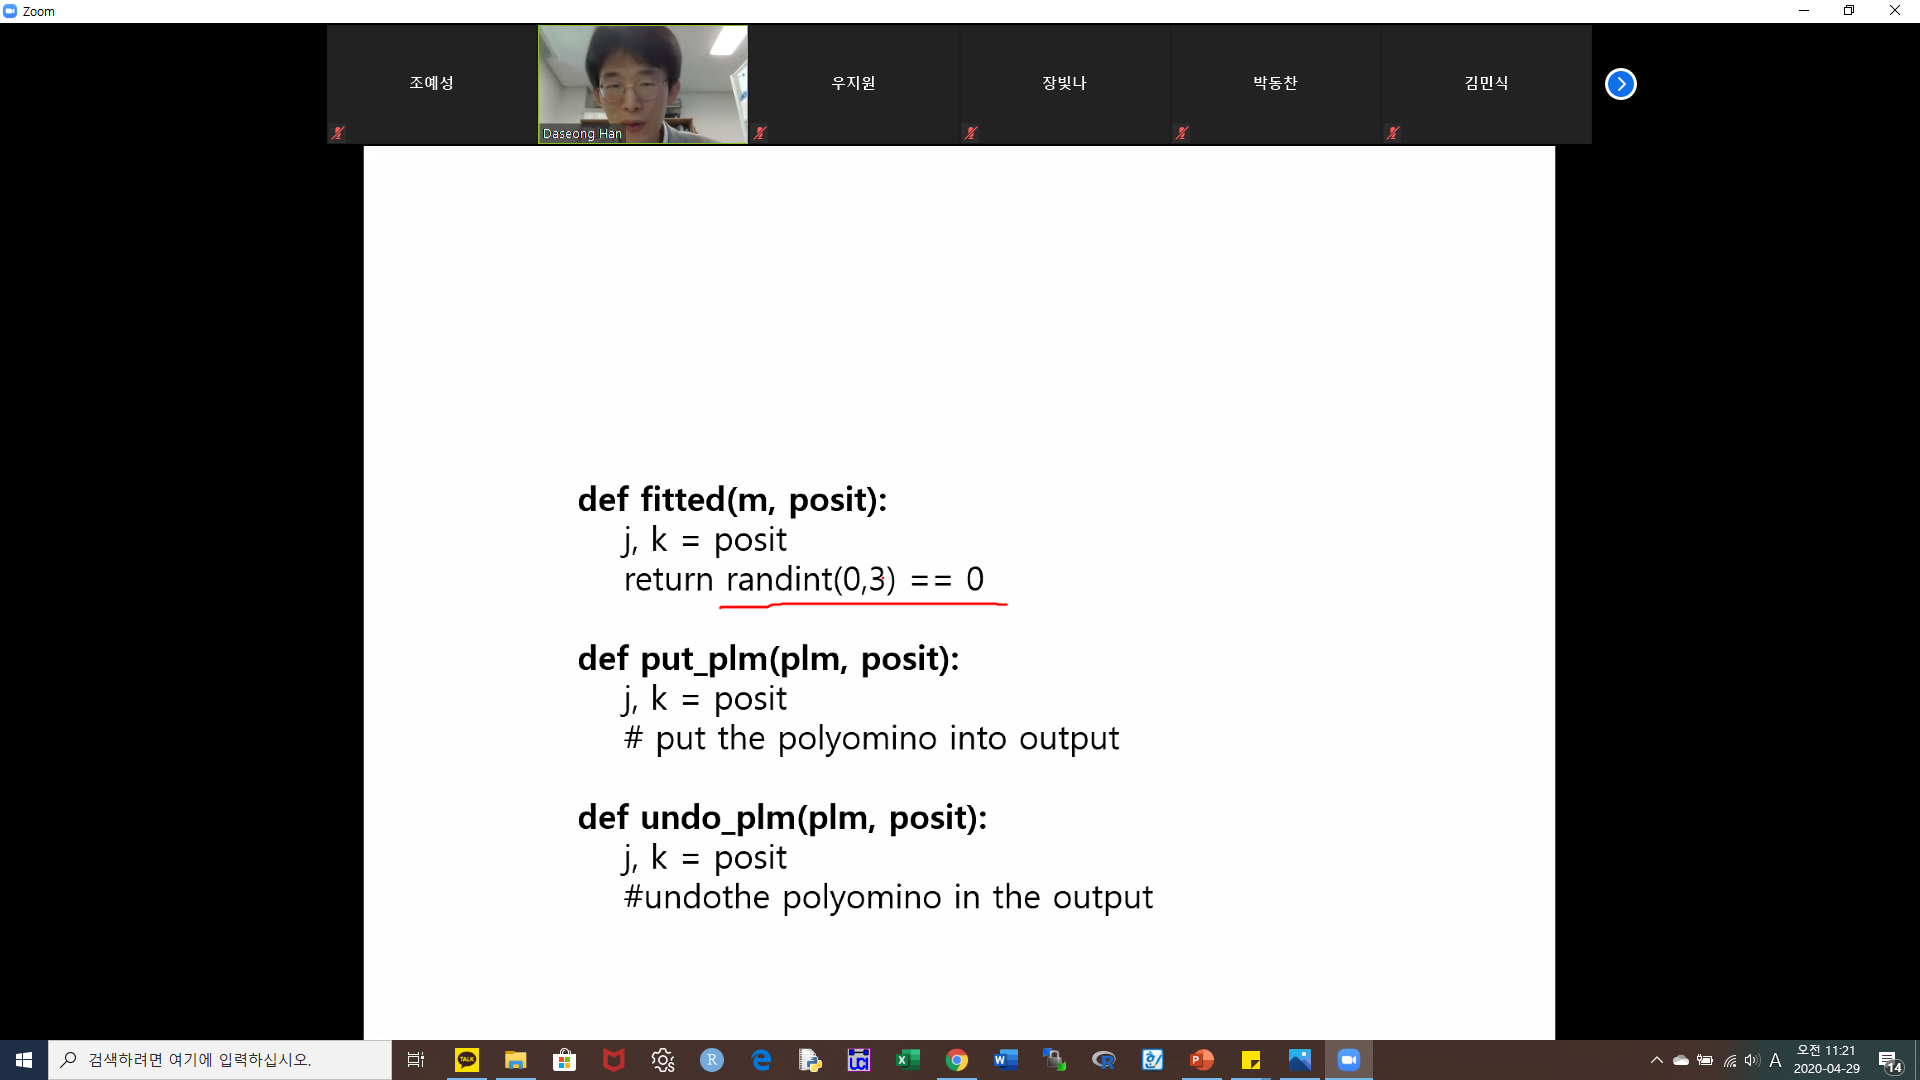 Zoom
조예성
Daseong Han
우지원
장빛나
박동찬
김민식
def fitted(m, posit):
j, k = posit
return randint(0,3) == 0
def put_plm(plm, posit):
j, k = posit
# put the polyomino into output
def undo_plm(plm, posit):
j, k = posit
#undothe polyomino in the output
검색하려면 여기에 입력하십시오.
TALK
R
UCI
A
오전 11:21
2020-04-29
14